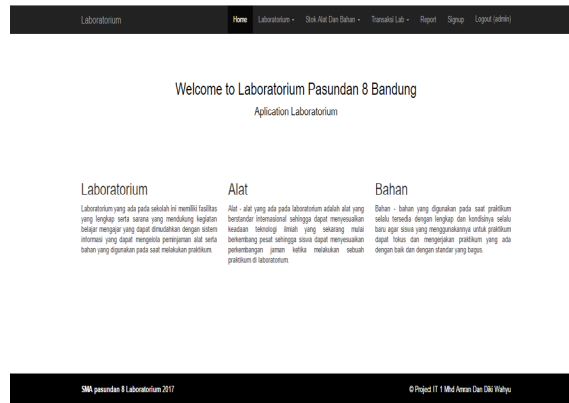 Laboratorium Home Laboratorium Stok Alat Dan Bahan Transaksi Lab Report Signup Logout (admin)
Welcome to Laboratorium Pasundan 8 Bandung
Aplication Laboratorium
Laboratorium
Laboratorium yang ada pada sekolah ini memiliki fasilitas
yang lengkap serta sarana yang mendukung kegiatan
belajar mengajar yang dapat dimudahkan dengan sistem
informasi yang dapat mengelola peminjaman alat serta
bahan yang digunakan pada saat melakukan praktikum.
Alat
Alat - alat yang ada pada laboratorium adalah alat yang
berstandar internasional sehingga dapat menyesuaikan
keadaan teknologi ilmiah yang sekarang mulai
berkembang pesat sehingga siswa dapat menyesuaikan
perkembangan jaman ketika melakukan sebuah
praktikum di laboratorium.
Bahan
Bahan - bahan yang digunakan pada saat praktikum
selalu tersedia dengan lengkap dan kondisinya selalu
baru agar siswa yang menggunakannya untuk praktikum
dapat fokus dan mengerjakan praktikum yang ada
dengan baik dan dengan standar yang bagus.
SMA pasundan 8 Laboratorium 2017
© Project IT 1 Mhd Amran Dan Diki Wahyu